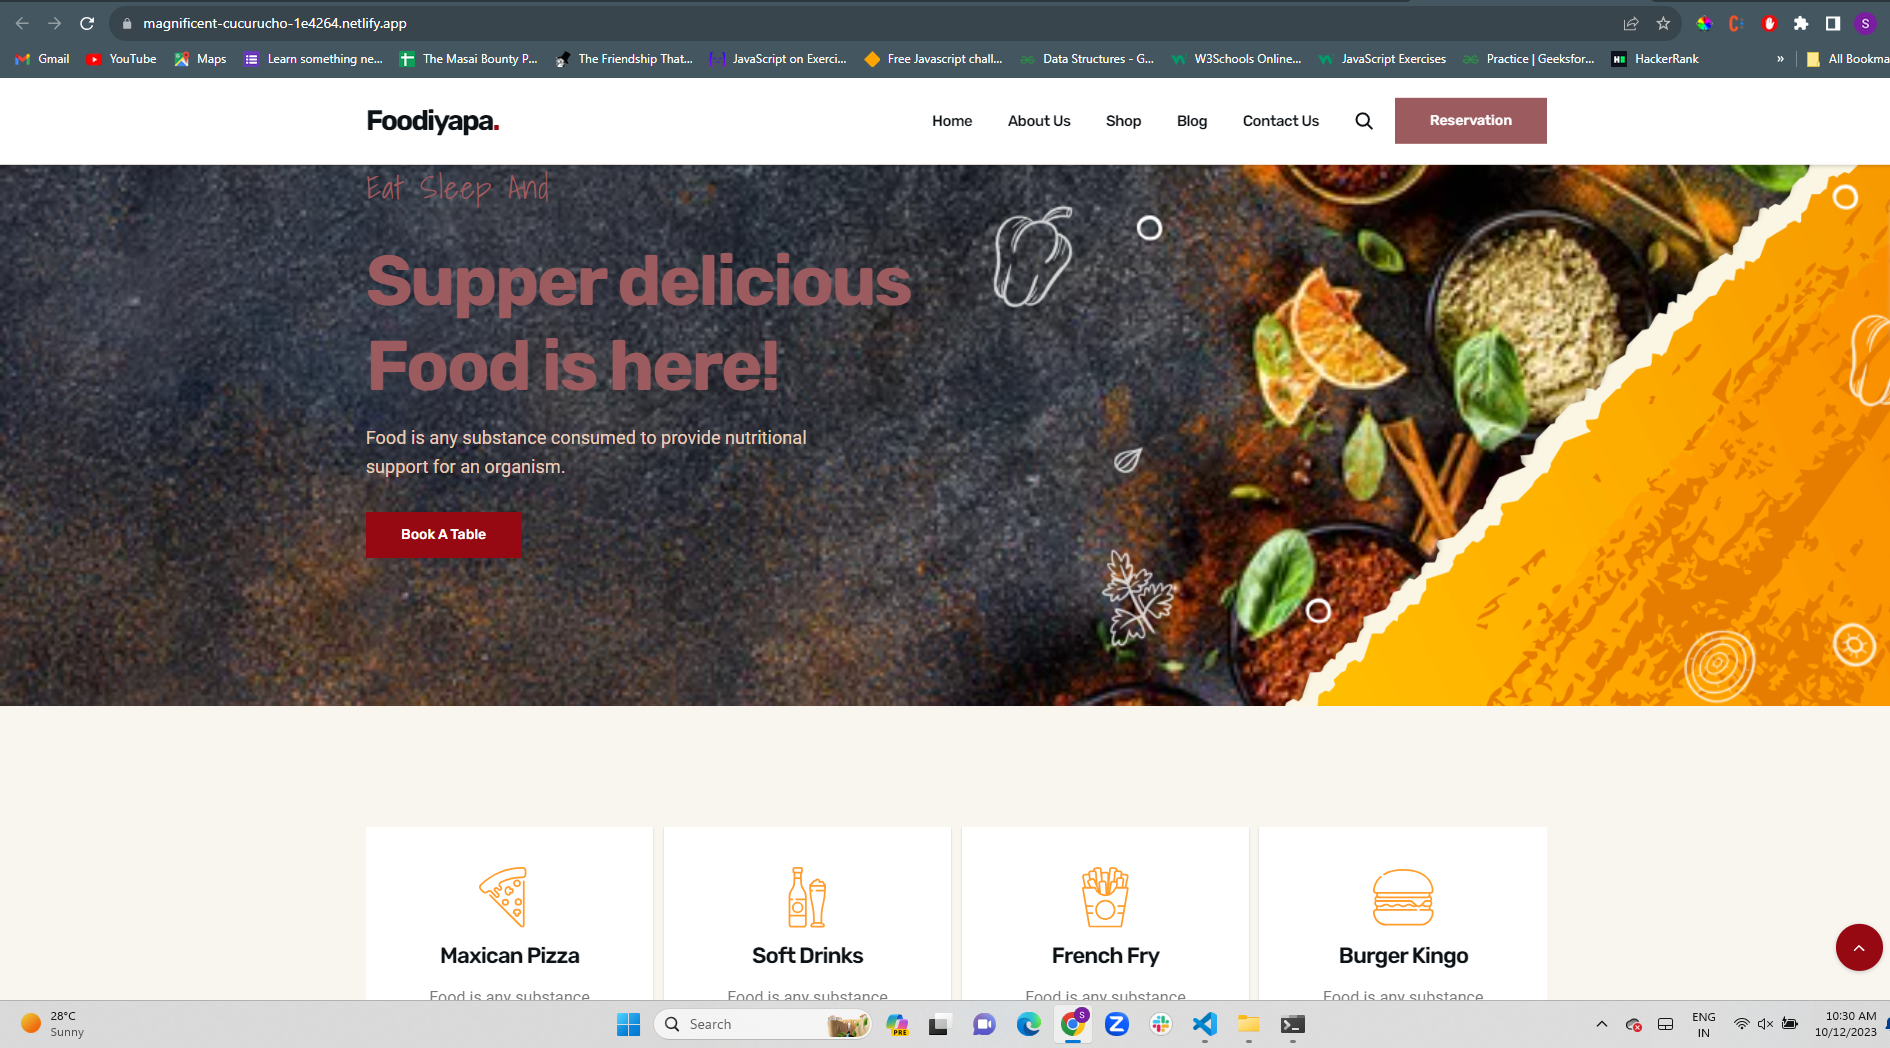 magnificent-cucurucho-1e4264.netlify.app
S
Gmail YouTube Maps Learn something ne... The Masai Bounty P... The Friendship That... JavaScript on Exerci... Free Javascript chall... Data Structures - G... W3Schools Online... JavaScript Exercises Practice | Geeksfor... HackerRank » All Bookma
Foodiyapa.
Home About Us Shop Blog Contact Us Reservation
Eat Sleep And
Supper delicious
Food is here!
Food is any substance consumed to provide nutritional
support for an organism.
Book A Table
Maxican Pizza Soft Drinks French Fry Burger Kingo
Food is any substance Food is any substance Food is any substance Food is any substance
28°C
Sunny
Search
PRE
S
ENG
IN
10:30 AM
10/12/2023